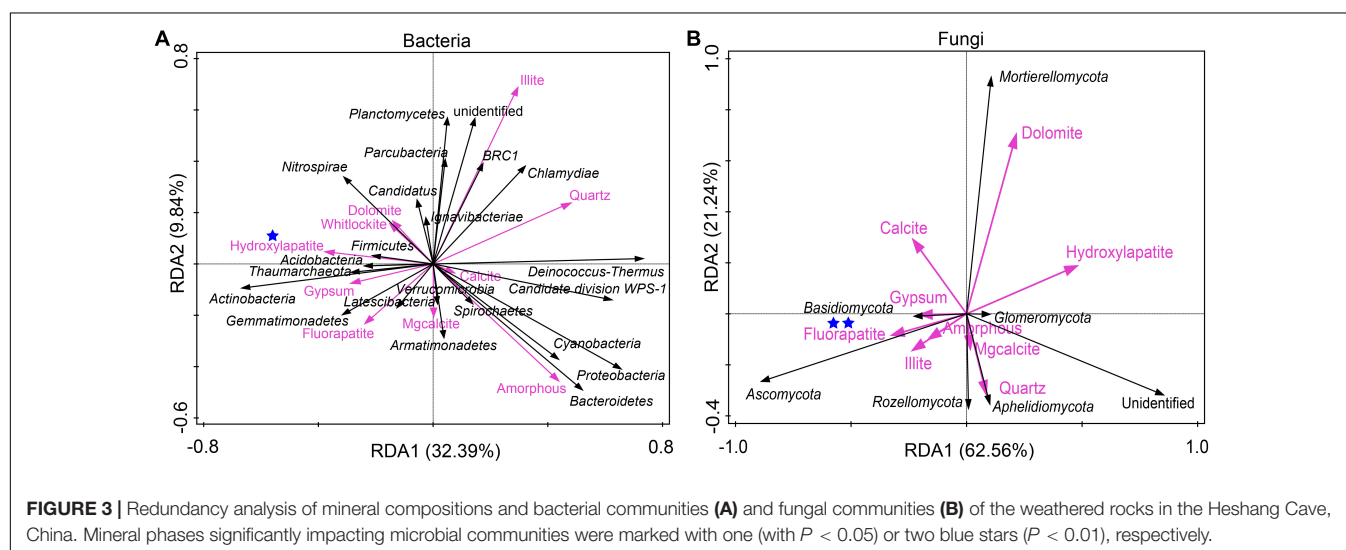 A
Bacteria
0.8
Illite
Planctomycetes
unidentified
Parcubacteria
BRC1
Nitrospirae
Chlamydiae
Candidatus
Quartz
Dolomite
Ignavibacteriae
Whitlockite
Hydroxylapatite
Firmicutes
Acidobacteria
Thaumarchaeota
Calcite
Deinococcus-Thermus
Gypsum
Verrucomicrobia
Candidate division WPS-1
Actinobacteria
Latescibacteria
Spirochaetes
Gemmatimonadetes
Mgcalcite
Fluorapatite
Armatimonadetes
Cyanobacteria
Proteobacteria
Amorphous
Bacteroidetes
RDA2 (9.84%)
-0.6
-0.8
RDA1 (32.39%)
0.8
B
Fungi
1.0
Mortierellomycota
Dolomite
Calcite
Hydroxylapatite
Gypsum
Basidiomycota
Glomeromycota
Fluorapatite
Amorphous
Illite
Mgcalcite
Ascomycota
Quartz
Rozellomycota
Aphelidiomycota
Unidentified
RDA2 (21.24%)
-0.4
-1.0
RDA1 (62.56%)
1.0
FIGURE 3 | Redundancy analysis of mineral compositions and bacterial communities (A) and fungal communities (B) of the weathered rocks in the Heshang Cave,
China. Mineral phases significantly impacting microbial communities were marked with one (with P < 0.05) or two blue stars (P < 0.01), respectively.